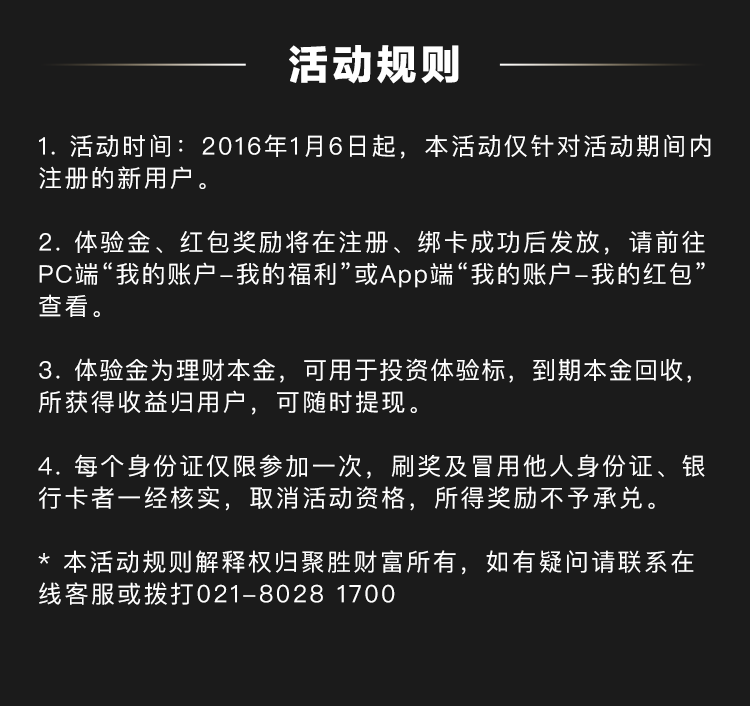 活动规则
1. 活动时间：2016年1月6日起，本活动仅针对活动期间内
注册的新用户。
2. 体验金、红包奖励将在注册、绑卡成功后发放，请前往
PC端“我的账户–我的福利”或App端“我的账户–我的红包”
查看。
3. 体验金为理财本金，可用于投资体验标，到期本金回收，
所获得收益归用户，可随时提现。
4. 每个身份证仅限参加一次，刷奖及冒用他人身份证、银
行卡者一经核实，取消活动资格，所得奖励不予承兑。
* 本活动规则解释权归聚胜财富所有，如有疑问请联系在
线客服或拨打021–8028 1700